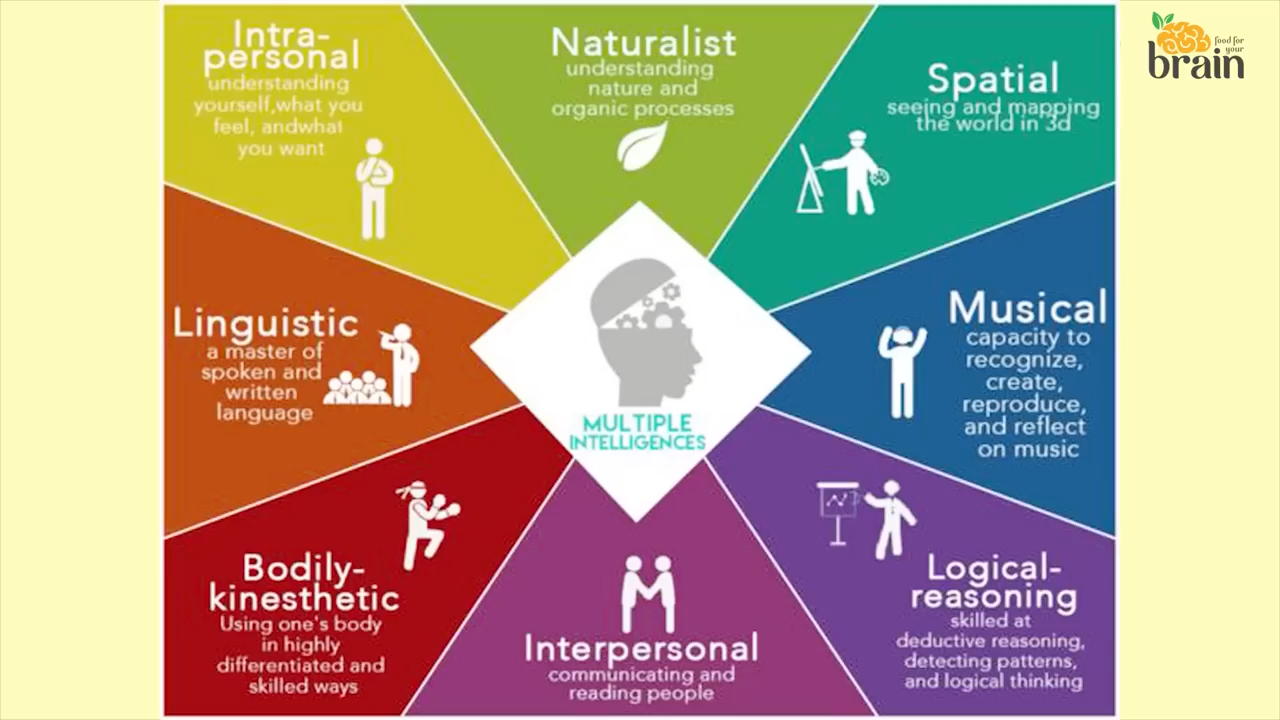 Intra-
personal
understanding
yourself,what you
feel, andwhat
you want
Naturalist
understanding
nature and
organic processes
Spatial
seeing and mapping
the world in 3d
food for
your
brain
Linguistic
a master of
spoken and
written
language
MULTIPLE
INTELLIGENCES
Musical
capacity to
recognize,
create,
reproduce,
and reflect
on music
Bodily-
kinesthetic
Using one's body
in highly
differentiated and
skilled ways
Interpersonal
communicating and
reading people
Logical-
reasoning
skilled at
deductive reasoning,
detecting patterns,
and logical thinking